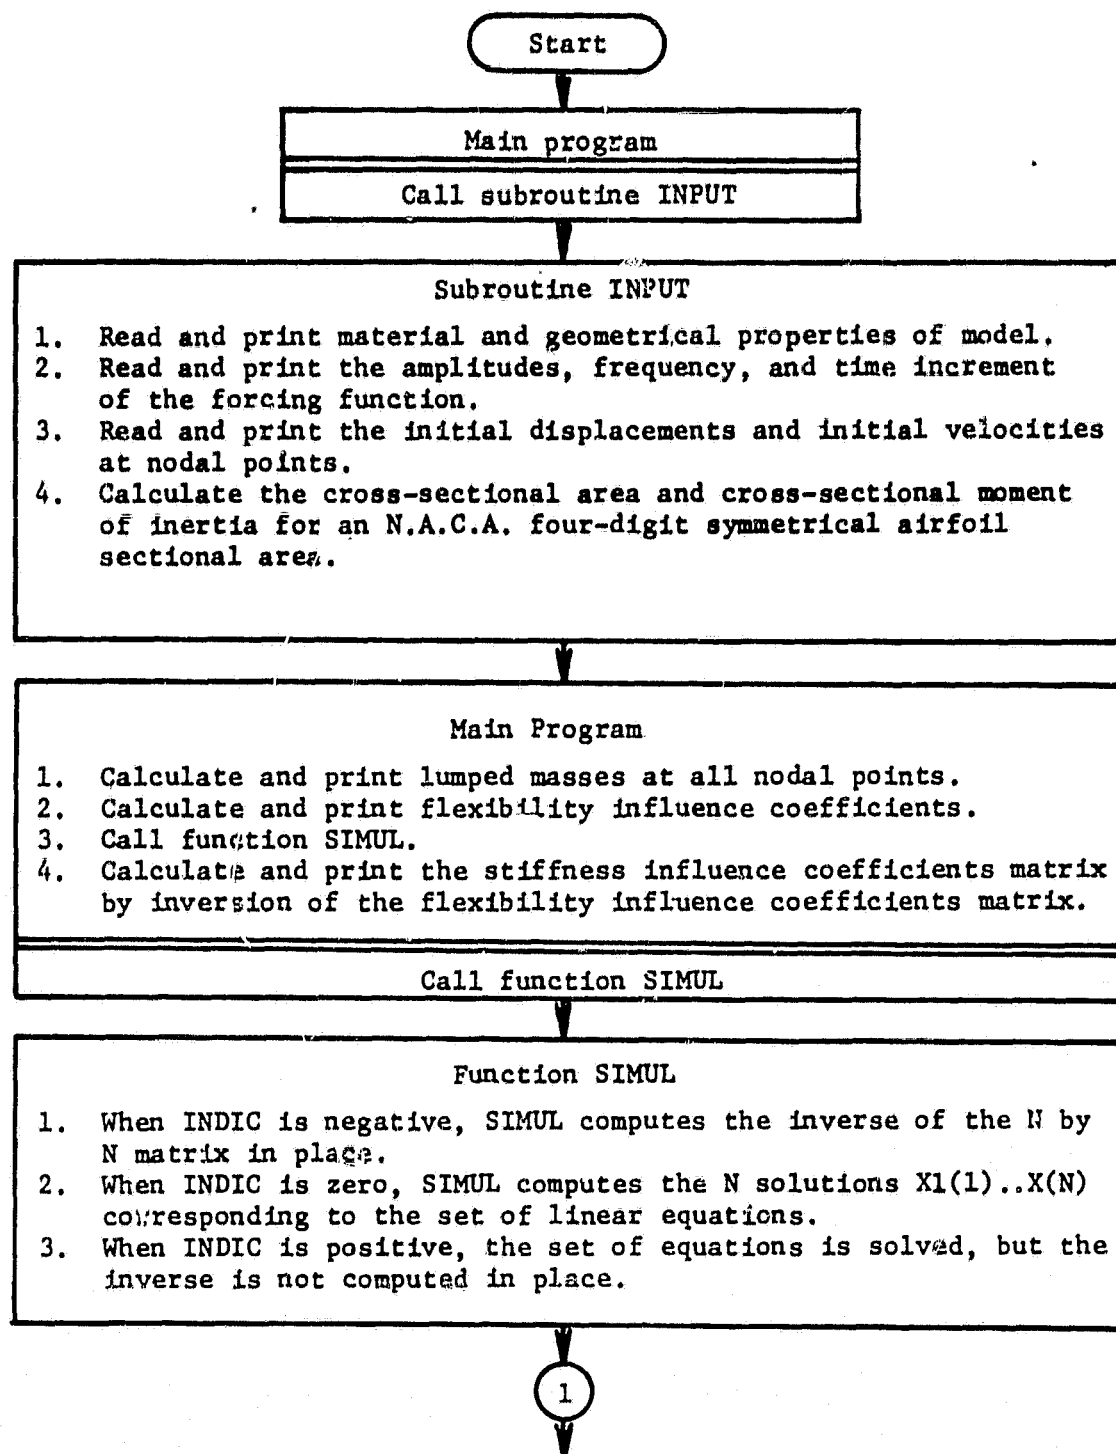 Start
Main program
Call subroutine INPUT
Subroutine INPUT
1. Read and print material and geometrical properties of model.
2. Read and print the amplitudes, frequency, and time increment
of the forcing function.
3. Read and print the initial displacements and initial velocities
at nodal points.
4. Calculate the cross-sectional area and cross-sectional moment
of inertia for an N.A.C.A. four-digit symmetrical airfoil
sectional area.
Main Program
1. Calculate and print lumped masses at all nodal points.
2. Calculate and print flexibility influence coefficients.
3. Call function SIMUL.
4. Calculate and print the stiffness influence coefficients matrix
by inversion of the flexibility influence coefficients matrix.
Call function SIMUL
Function SIMUL
1. When INDIC is negative, SIMUL computes the inverse of the N by
N matrix in place.
2. When INDIC is zero, SIMUL computes the N solutions X1(1)..X(N)
corresponding to the set of linear equations.
3. When INDIC is positive, the set of equations is solved, but the
inverse is not computed in place.
1